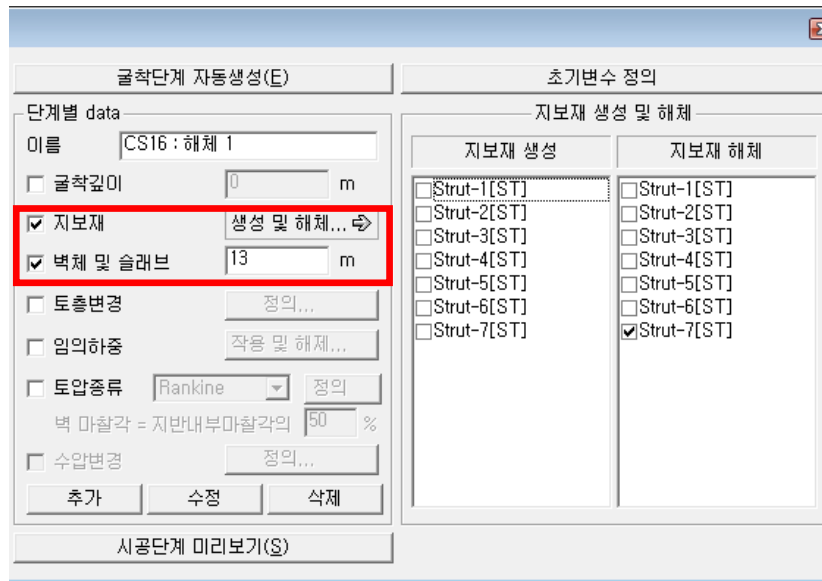 굴착단계 자동생성(E)
초기변수 정의
단계별 data
이름 CS16 : 해체 1
굴착깊이 0 m
지보재 생성 및 해체...
벽체 및 슬래브 13 m
토층변경 정의...
임의하중 작용 및 해제...
토압종류 Rankine 정의
벽 마찰각 = 지반내부마찰각의 50 %
수압변경 정의...
추가 수정 삭제
시공단계 미리보기(S)
지보재 생성 및 해체
지보재 생성
Strut-1[ST]
Strut-2[ST]
Strut-3[ST]
Strut-4[ST]
Strut-5[ST]
Strut-6[ST]
Strut-7[ST]
지보재 해체
Strut-1[ST]
Strut-2[ST]
Strut-3[ST]
Strut-4[ST]
Strut-5[ST]
Strut-6[ST]
Strut-7[ST]